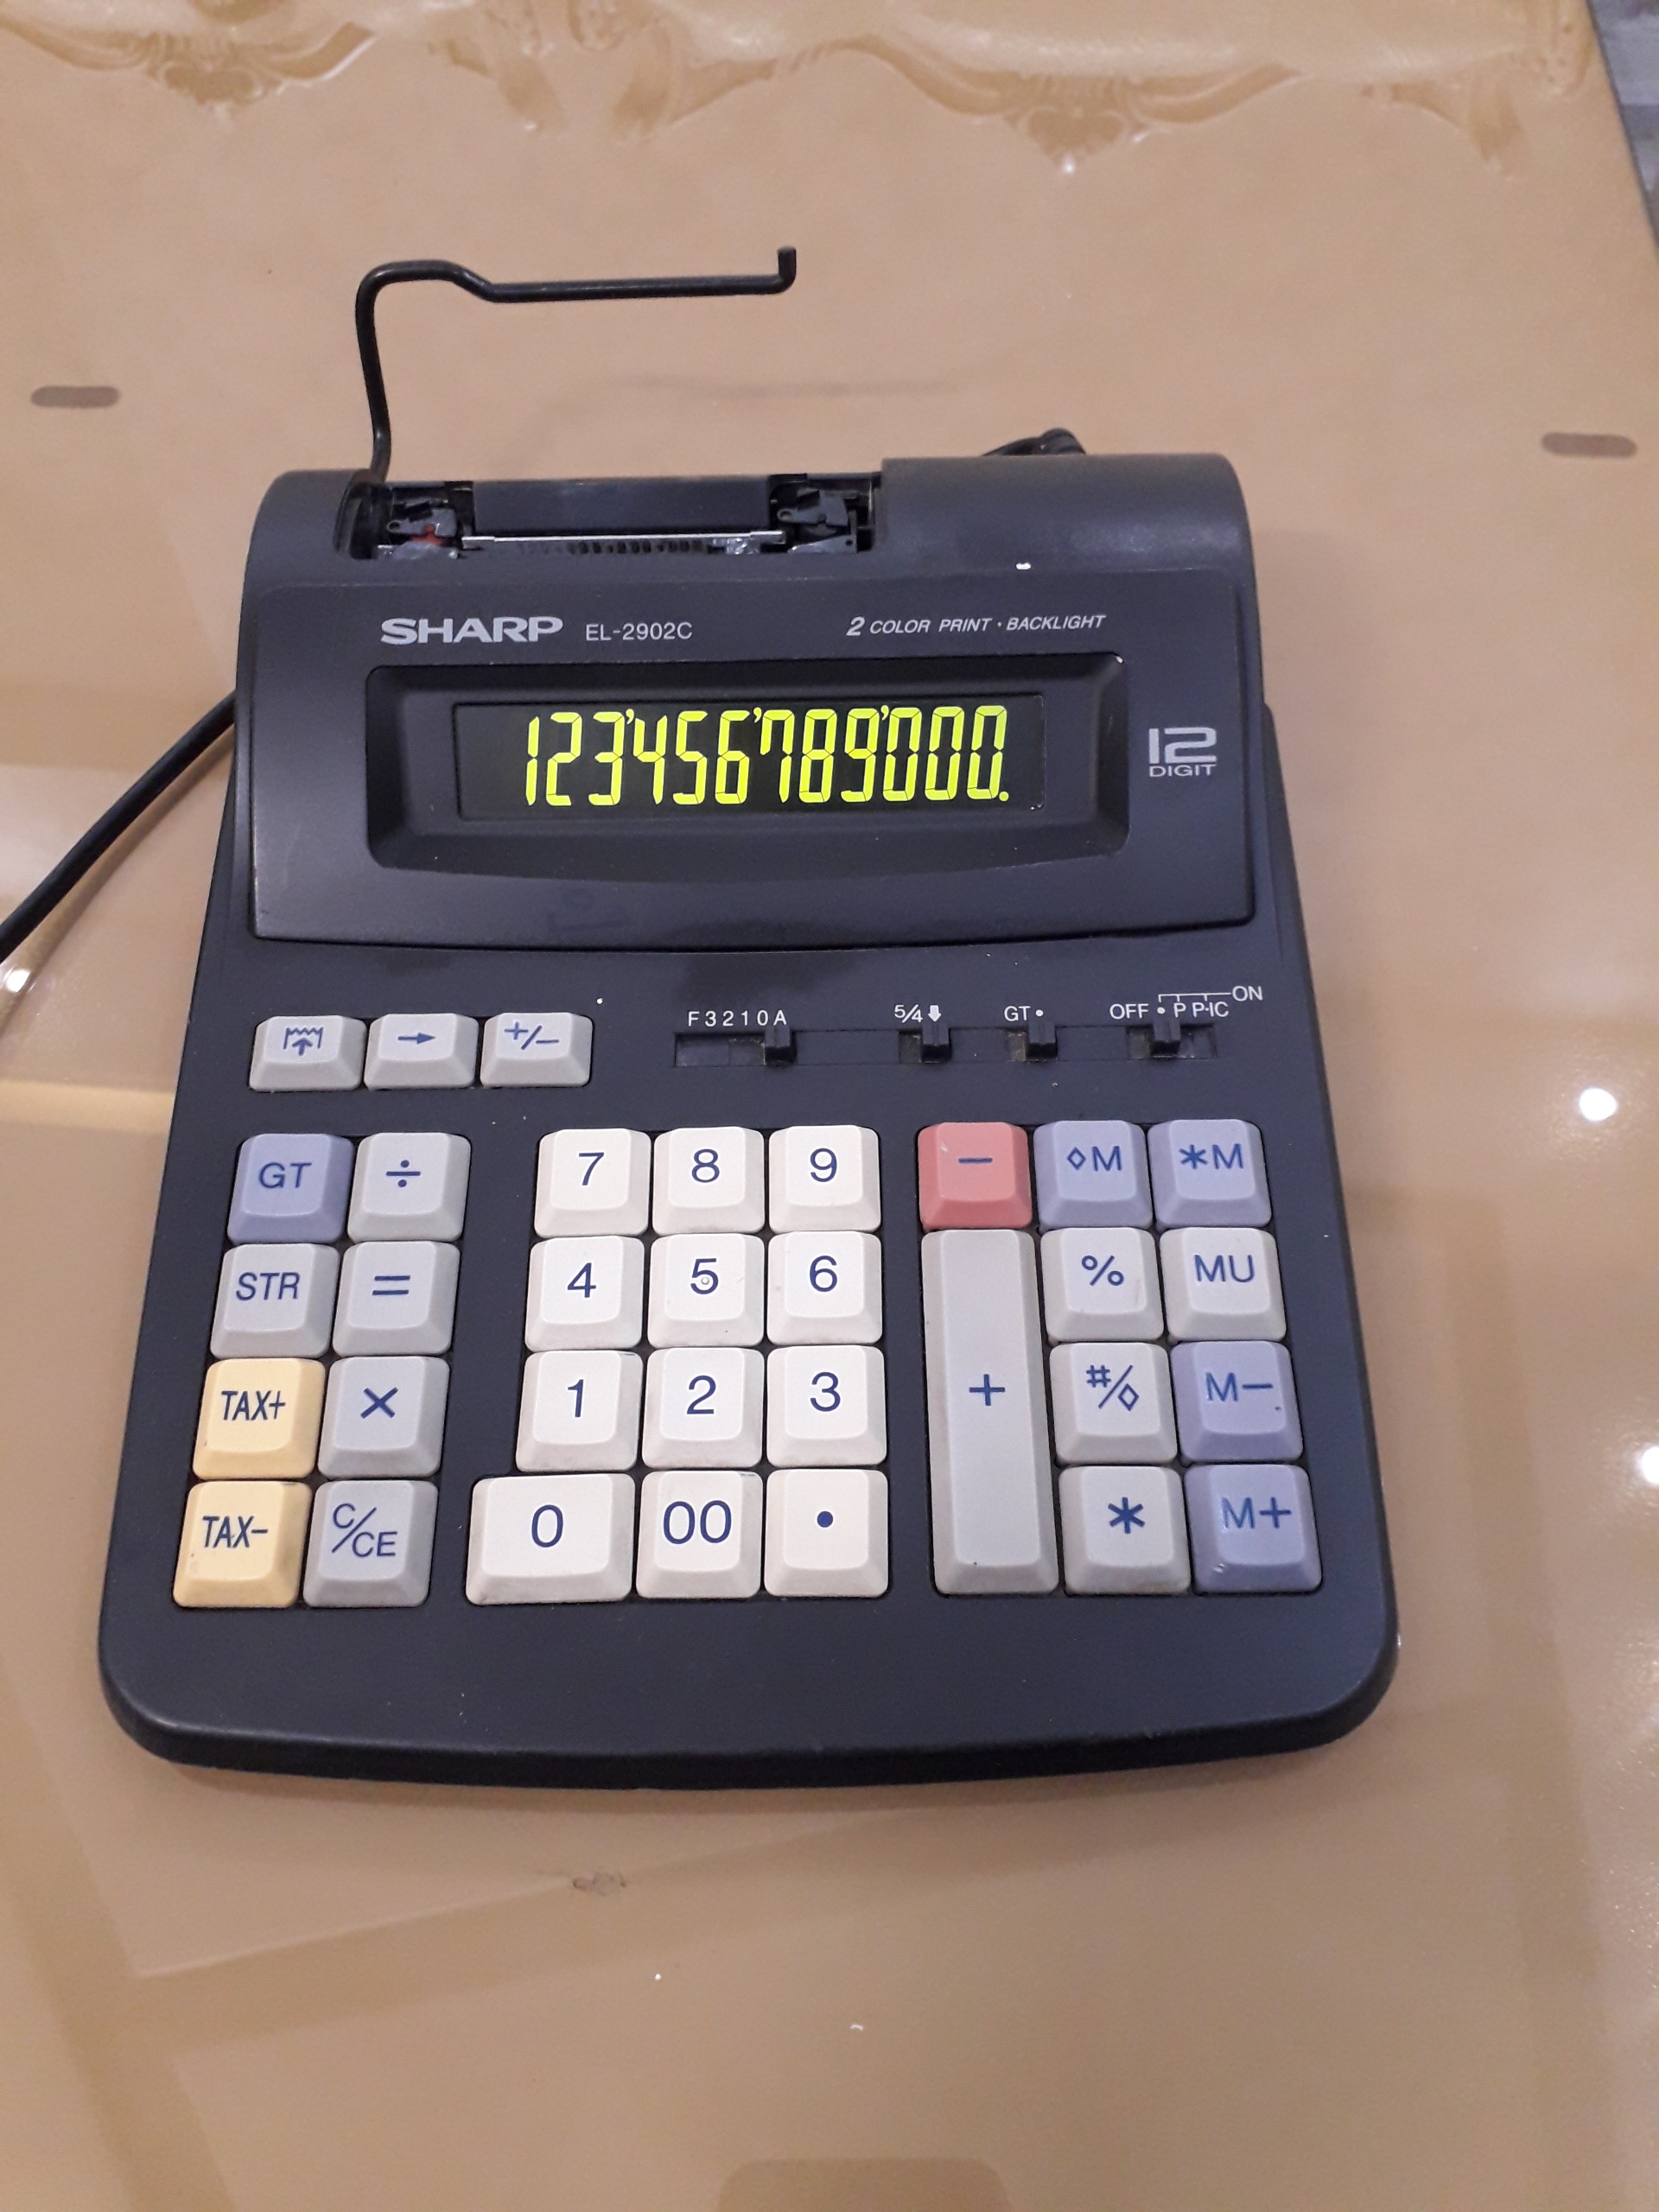 SHARP EL-2902C 2 COLOR PRINT · BACKLIGHT
123'456'789'000.
12
DIGIT
ON
F 3 2 1 0 A 5/4 ⬇ GT • OFF • P P·IC
→ +/−
GT ÷ 7 8 9 − ◊M *M
STR = 4 5 6 % MU
TAX+ × 1 2 3 + #/◊ M−
TAX− C/CE 0 00 • * M+